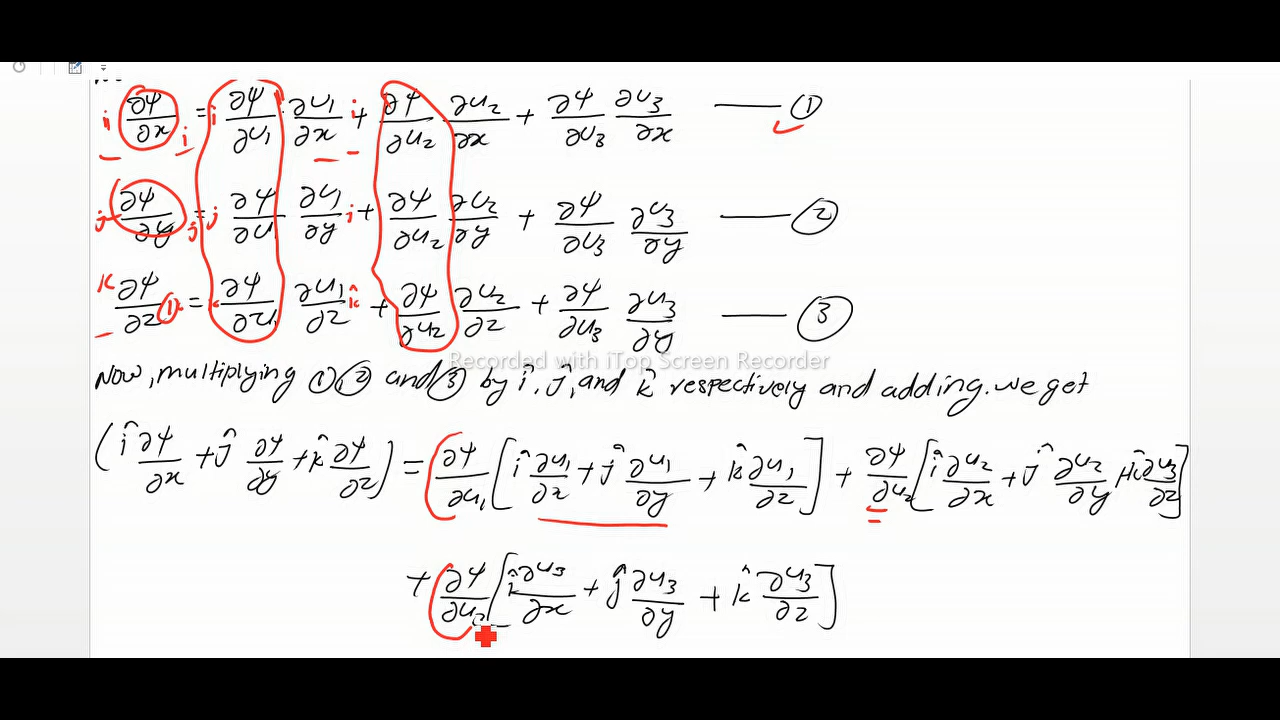 i ∂ψ/∂x i = i ∂ψ/∂u₁ ∂u₁/∂x i + ∂ψ/∂u₂ ∂u₂/∂x + ∂ψ/∂u₃ ∂u₃/∂x —— ①
j ∂ψ/∂y j = j ∂ψ/∂u₁ ∂u₁/∂y i + ∂ψ/∂u₂ ∂u₂/∂y + ∂ψ/∂u₃ ∂u₃/∂y —— ②
k ∂ψ/∂z k = k ∂ψ/∂u₁ ∂u₁/∂z k̂ + ∂ψ/∂u₂ ∂u₂/∂z + ∂ψ/∂u₃ ∂u₃/∂y —— ③
Recorded with iTop Screen Recorder
Now, multiplying ①,② and ③ by î, ĵ, and k̂ respectively and adding. we get
(î ∂ψ/∂x + ĵ ∂ψ/∂y + k̂ ∂ψ/∂z) = ∂ψ/∂u₁ [î ∂u₁/∂x + ĵ ∂u₁/∂y + k̂ ∂u₁/∂z] + ∂ψ/∂u₂ [î ∂u₂/∂x + ĵ ∂u₂/∂y + k̂ ∂u₃/∂z]
+ ∂ψ/∂u₂ [k̂ ∂u₃/∂x + ĵ ∂u₃/∂y + k̂ ∂u₃/∂z]